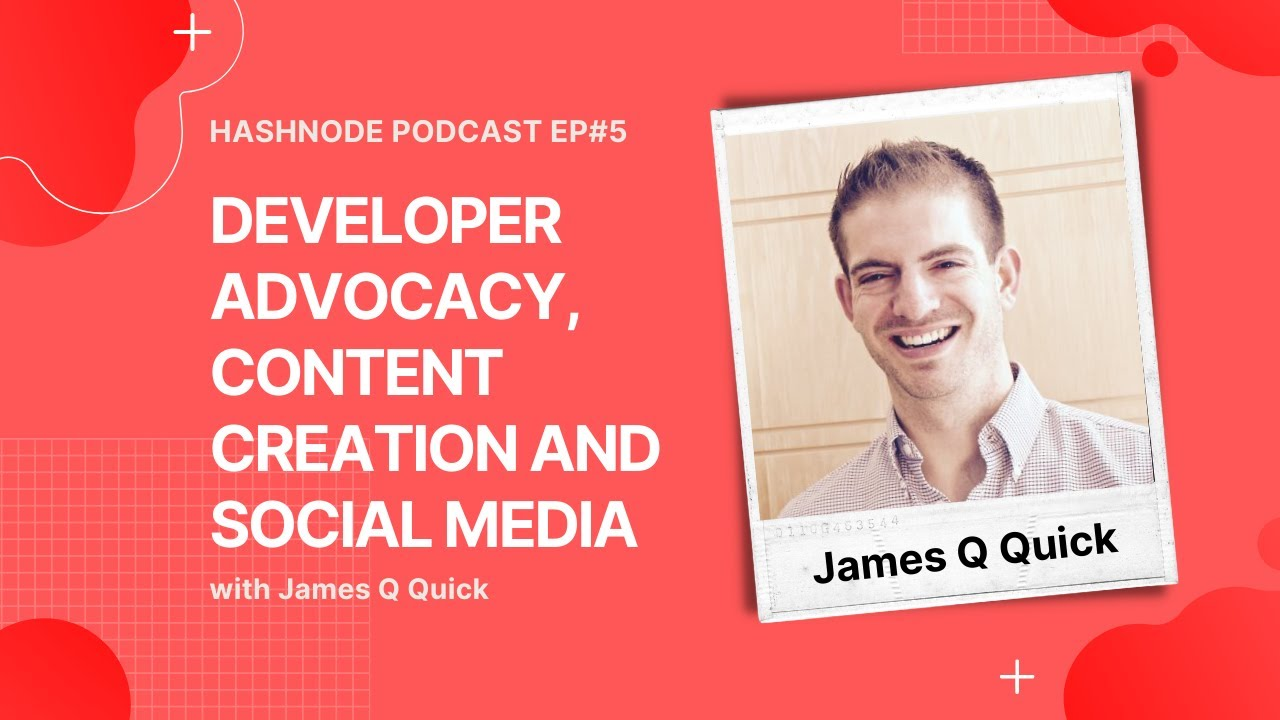 HASHNODE PODCAST EP#5
DEVELOPER
ADVOCACY,
CONTENT
CREATION AND
SOCIAL MEDIA
with James Q Quick
James Q Quick